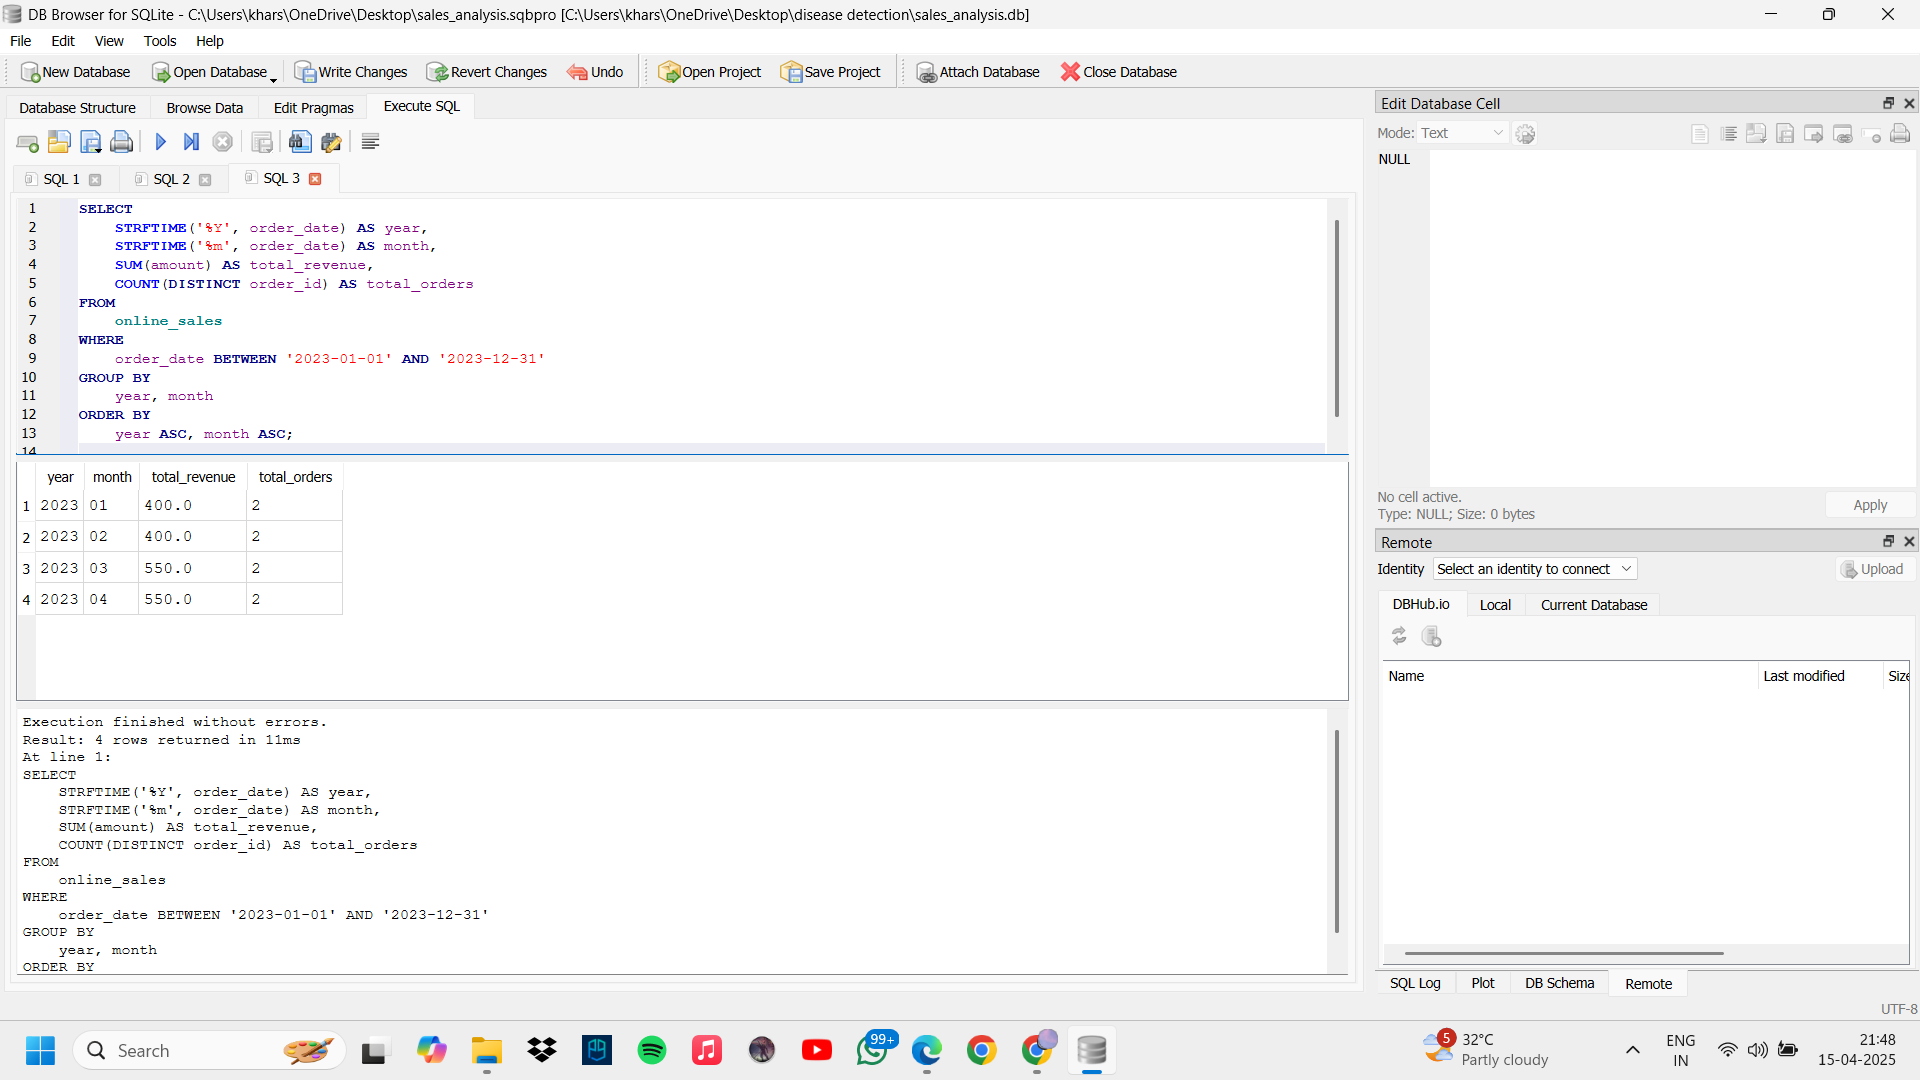 DB Browser for SQLite - C:\Users\khars\OneDrive\Desktop\sales_analysis.sqbpro [C:\Users\khars\OneDrive\Desktop\disease detection\sales_analysis.db]
File Edit View Tools Help
New Database Open Database Write Changes Revert Changes Undo Open Project Save Project Attach Database Close Database
Database Structure Browse Data Edit Pragmas Execute SQL
SQL 1 SQL 2 SQL 3
1 SELECT
2 STRFTIME('%Y', order_date) AS year,
3 STRFTIME('%m', order_date) AS month,
4 SUM(amount) AS total_revenue,
5 COUNT(DISTINCT order_id) AS total_orders
6 FROM
7 online_sales
8 WHERE
9 order_date BETWEEN '2023-01-01' AND '2023-12-31'
10 GROUP BY
11 year, month
12 ORDER BY
13 year ASC, month ASC;
14
year month total_revenue total_orders
1 2023 01 400.0 2
2 2023 02 400.0 2
3 2023 03 550.0 2
4 2023 04 550.0 2
Execution finished without errors.
Result: 4 rows returned in 11ms
At line 1:
SELECT
STRFTIME('%Y', order_date) AS year,
STRFTIME('%m', order_date) AS month,
SUM(amount) AS total_revenue,
COUNT(DISTINCT order_id) AS total_orders
FROM
online_sales
WHERE
order_date BETWEEN '2023-01-01' AND '2023-12-31'
GROUP BY
year, month
ORDER BY
Edit Database Cell
Mode: Text
NULL
No cell active.
Type: NULL; Size: 0 bytes
Apply
Remote
Identity Select an identity to connect Upload
DBHub.io Local Current Database
Name Last modified Size
SQL Log Plot DB Schema Remote
UTF-8
Search
99+
5
32°C
Partly cloudy
ENG
IN
21:48
15-04-2025